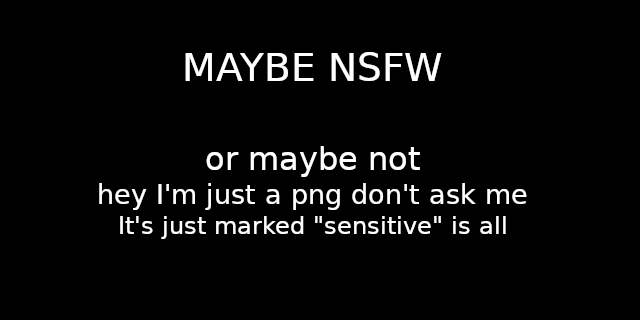 MAYBE NSFW
or maybe not
hey I'm just a png don't ask me
It's just marked "sensitive" is all